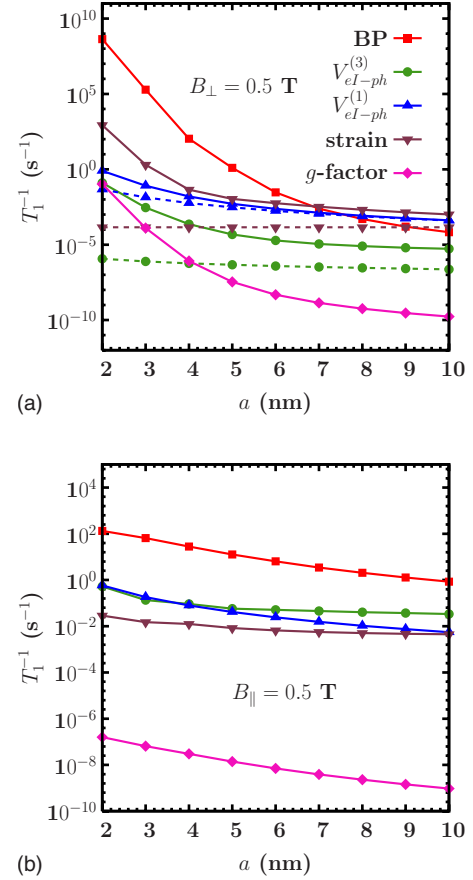 10^{10}
10^{5}
10^{0}
10^{-5}
10^{-10}
T_1^{-1} (s^{-1})
B_⊥ = 0.5 T
BP
V_{eI-ph}^{(3)}
V_{eI-ph}^{(1)}
strain
g-factor
2 3 4 5 6 7 8 9 10
(a) a (nm)
10^{4}
10^{2}
10^{0}
10^{-2}
10^{-4}
10^{-6}
10^{-8}
10^{-10}
T_1^{-1} (s^{-1})
B_∥ = 0.5 T
2 3 4 5 6 7 8 9 10
(b) a (nm)